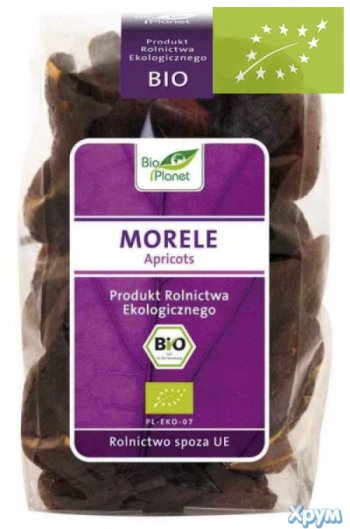 Produkt
Rolnictwa
Ekologicznego
BIO
Bio
Planet
MORELE
Apricots
Produkt Rolnictwa
Ekologicznego
BIO
PL-EKO-07
Rolnictwo spoza UE
Хрум